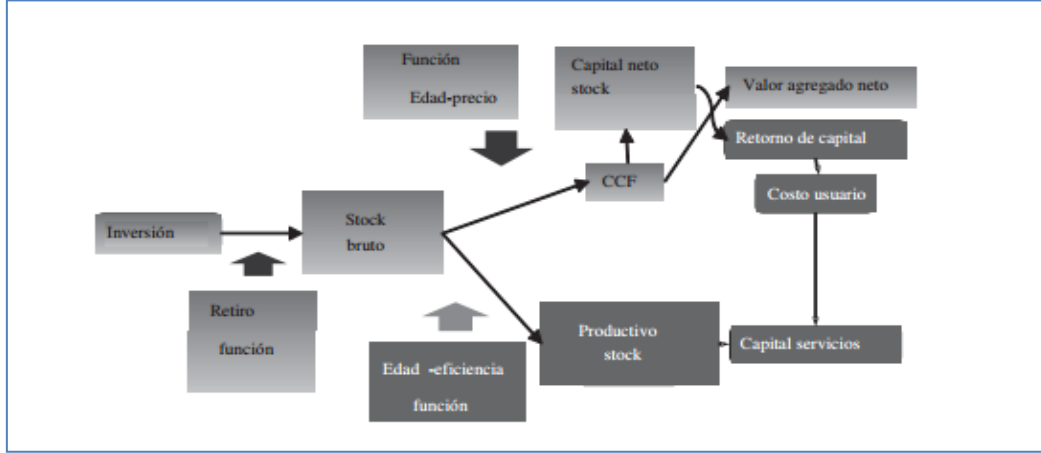 Función
Edad-precio
Capital neto
stock
Valor agregado neto
Retorno de capital
CCF
Costo usuario
Inversión
Stock
bruto
Retiro
función
Edad -eficiencia
función
Productivo
stock
Capital servicios